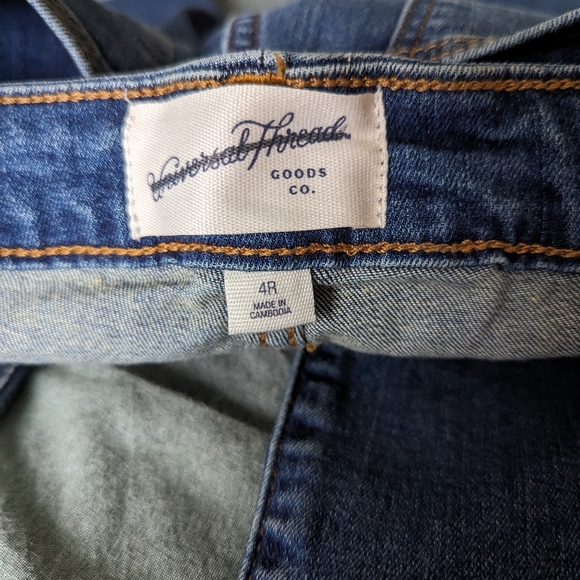 Universal Thread
GOODS
CO.
4R
MADE IN
CAMBODIA